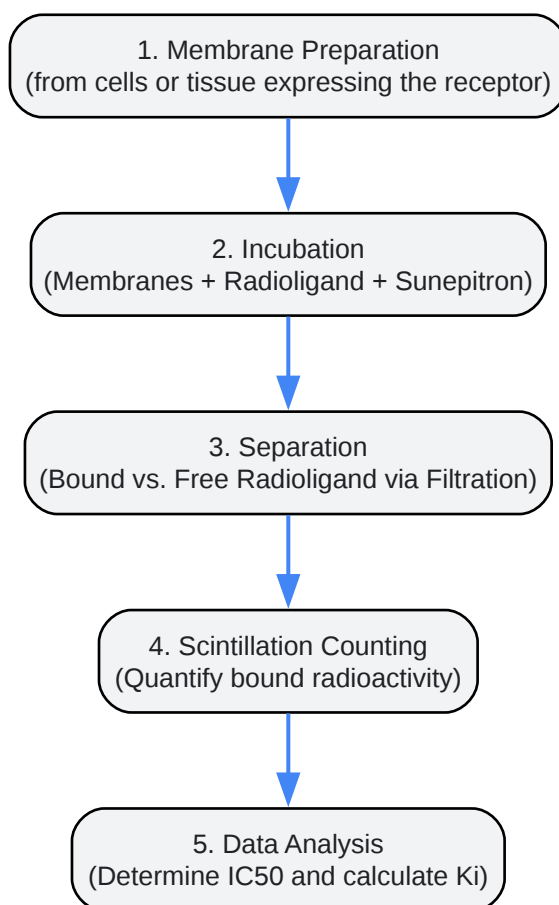 1. Membrane Preparation
(from cells or tissue expressing the receptor)
2. Incubation
(Membranes + Radioligand + Sunepitron)
3. Separation
(Bound vs. Free Radioligand via Filtration)
4. Scintillation Counting
(Quantify bound radioactivity)
5. Data Analysis
(Determine IC50 and calculate Ki)